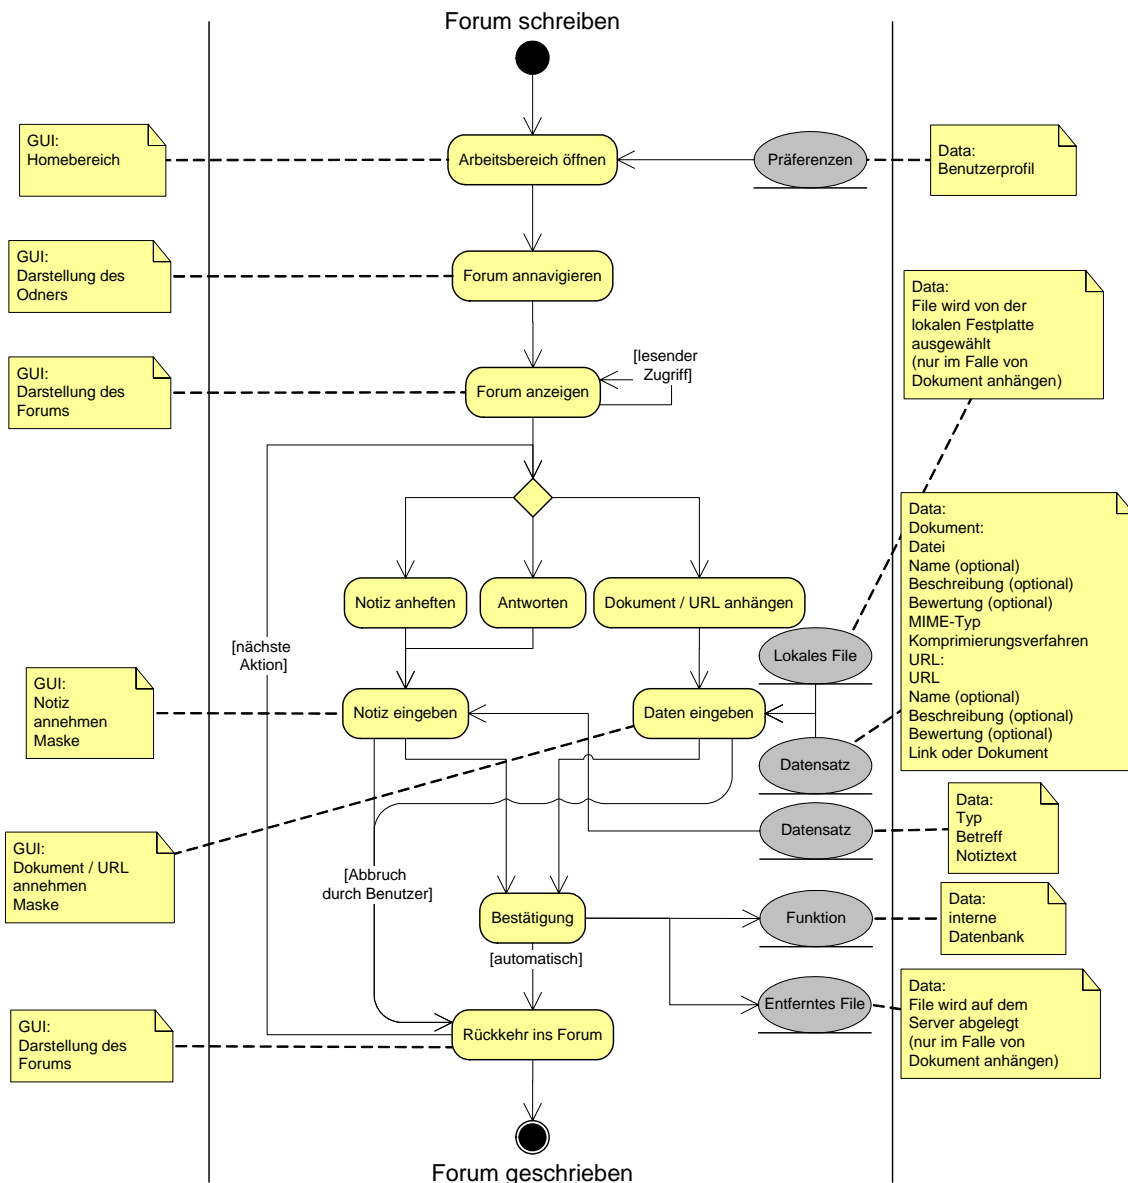 Forum schreiben
GUI:
Homebereich
Arbeitsbereich öffnen
Präferenzen
Data:
Benutzerprofil
GUI:
Darstellung des
Odners
Forum annavigieren
Data:
File wird von der
lokalen Festplatte
ausgewählt
(nur im Falle von
Dokument anhängen)
GUI:
Darstellung des
Forums
Forum anzeigen
[lesender
Zugriff]
Data:
Dokument:
Datei
Name (optional)
Beschreibung (optional)
Bewertung (optional)
MIME-Typ
Komprimierungsverfahren
URL:
URL
Name (optional)
Beschreibung (optional)
Bewertung (optional)
Link oder Dokument
Notiz anheften
Antworten
Dokument / URL anhängen
[nächste
Aktion]
Lokales File
GUI:
Notiz
annehmen
Maske
Notiz eingeben
Daten eingeben
Datensatz
Datensatz
Data:
Typ
Betreff
Notiztext
GUI:
Dokument / URL
annehmen
Maske
[Abbruch
durch Benutzer]
Bestätigung
Funktion
Data:
interne
Datenbank
[automatisch]
Entferntes File
Data:
File wird auf dem
Server abgelegt
(nur im Falle von
Dokument anhängen)
GUI:
Darstellung des
Forums
Rückkehr ins Forum
Forum geschrieben